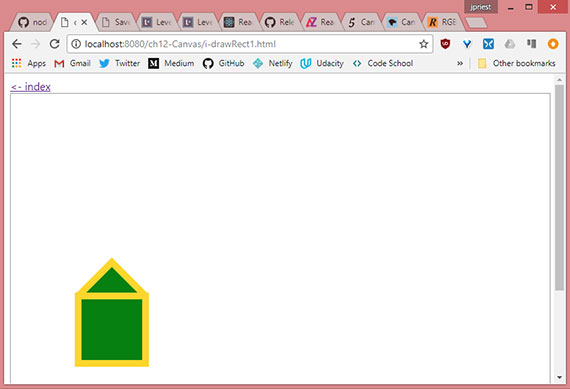 jpriest
nod
c
Save
Leve
Leve
Rea
Rele
Rea
Can
Can
RGE
localhost:8080/ch12-Canvas/i-drawRect1.html
Apps Gmail Twitter Medium GitHub Netlify Udacity Code School » Other bookmarks
<- index